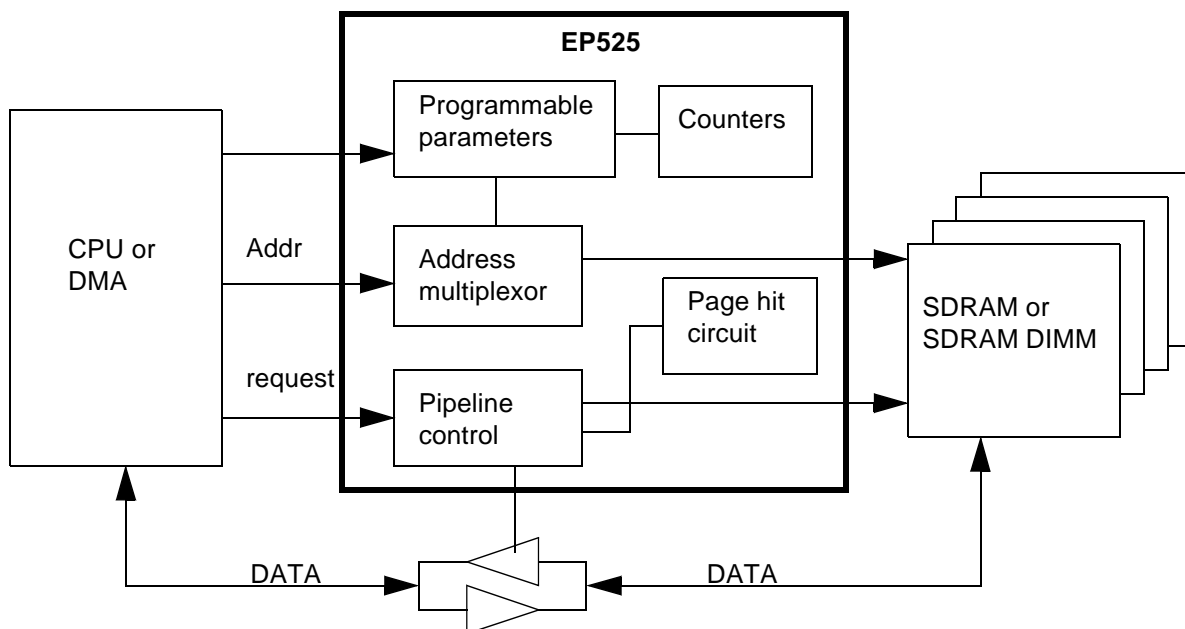 EP525
Programmable
parameters
Counters
CPU or
DMA
Addr
Address
multiplexor
Page hit
circuit
SDRAM or
SDRAM DIMM
request
Pipeline
control
DATA
DATA